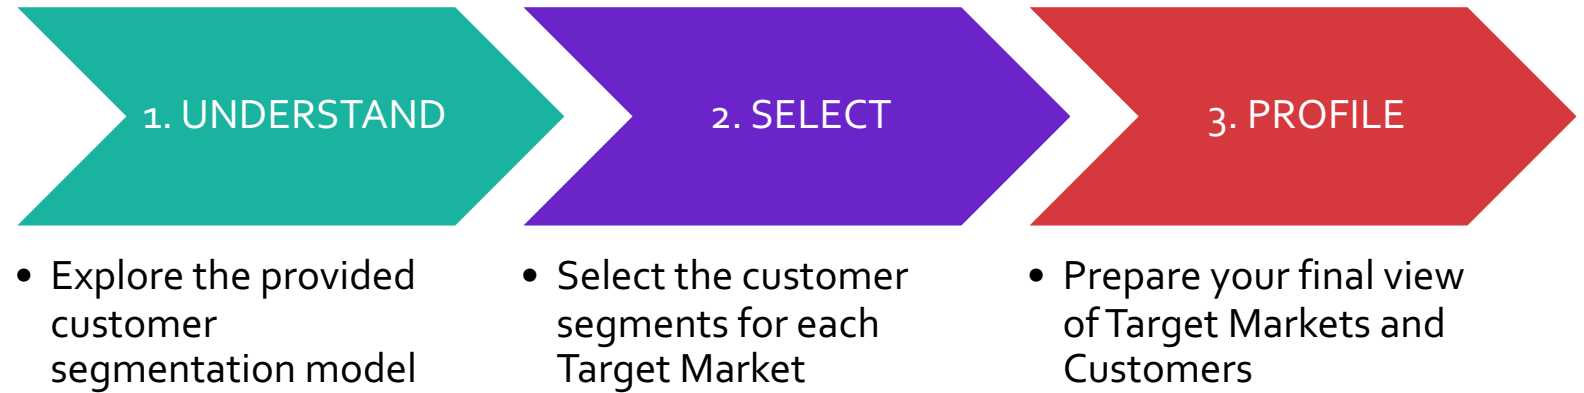 1. UNDERSTAND
• Explore the provided
customer
segmentation model
2. SELECT
• Select the customer
segments for each
Target Market
3. PROFILE
• Prepare your final view
of Target Markets and
Customers